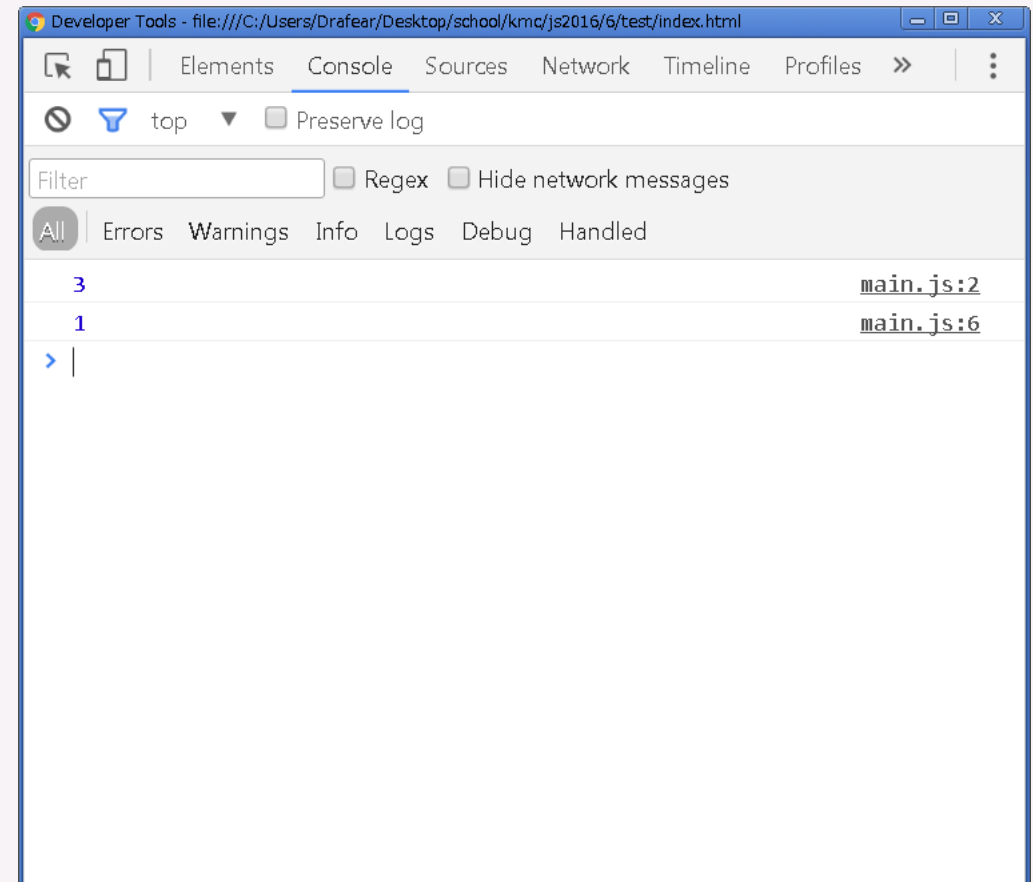 Developer Tools - file:///C:/Users/Drafear/Desktop/school/kmc/js2016/6/test/index.html
Elements Console Sources Network Timeline Profiles »
top ▼ Preserve log
Filter Regex Hide network messages
All Errors Warnings Info Logs Debug Handled
3 main.js:2
1 main.js:6
>